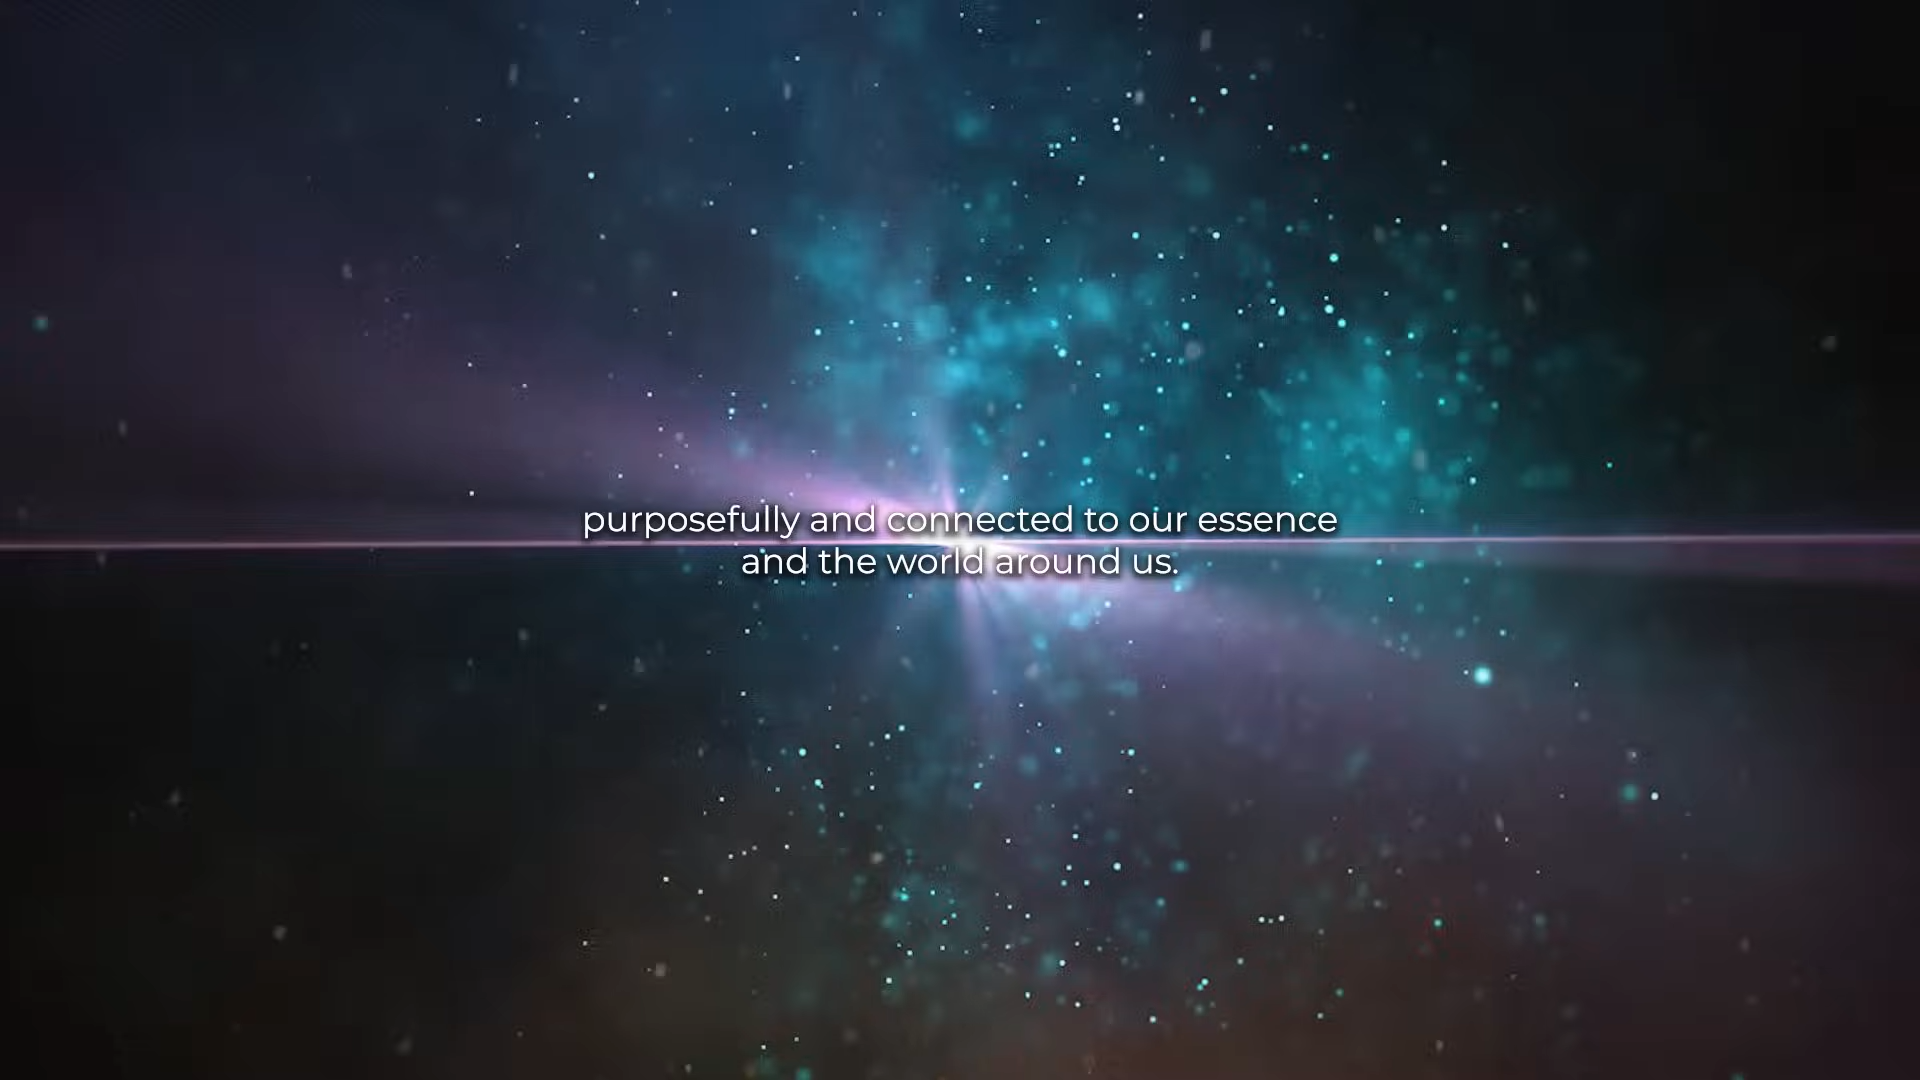 purposefully and connected to our essence
and the world around us.